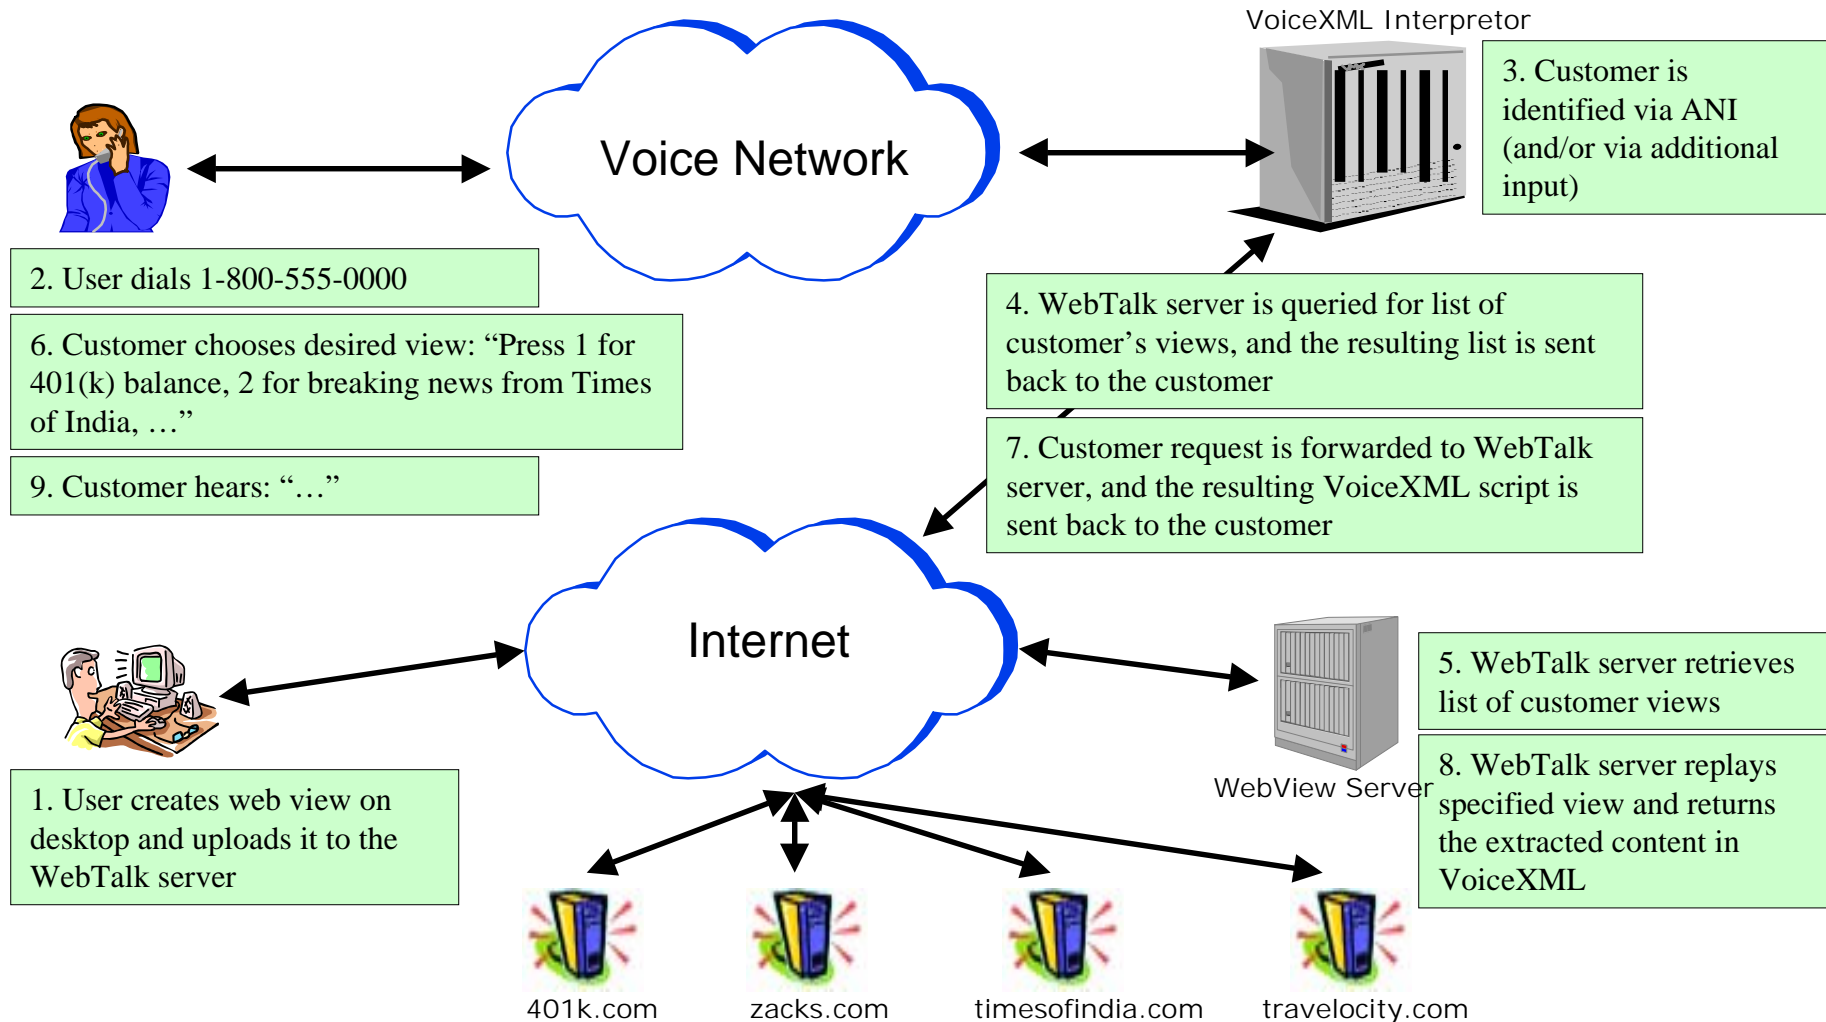 VoiceXML Interpretor
3. Customer is
identified via ANI
(and/or via additional
input)
Voice Network
2. User dials 1-800-555-0000
4. WebTalk server is queried for list of
customer’s views, and the resulting list is sent
back to the customer
6. Customer chooses desired view: “Press 1 for
401(k) balance, 2 for breaking news from Times
of India, …”
7. Customer request is forwarded to WebTalk
server, and the resulting VoiceXML script is
sent back to the customer
9. Customer hears: “…”
Internet
5. WebTalk server retrieves
list of customer views
WebView Server
8. WebTalk server replays
specified view and returns
the extracted content in
VoiceXML
1. User creates web view on
desktop and uploads it to the
WebTalk server
401k.com
zacks.com
timesofindia.com
travelocity.com